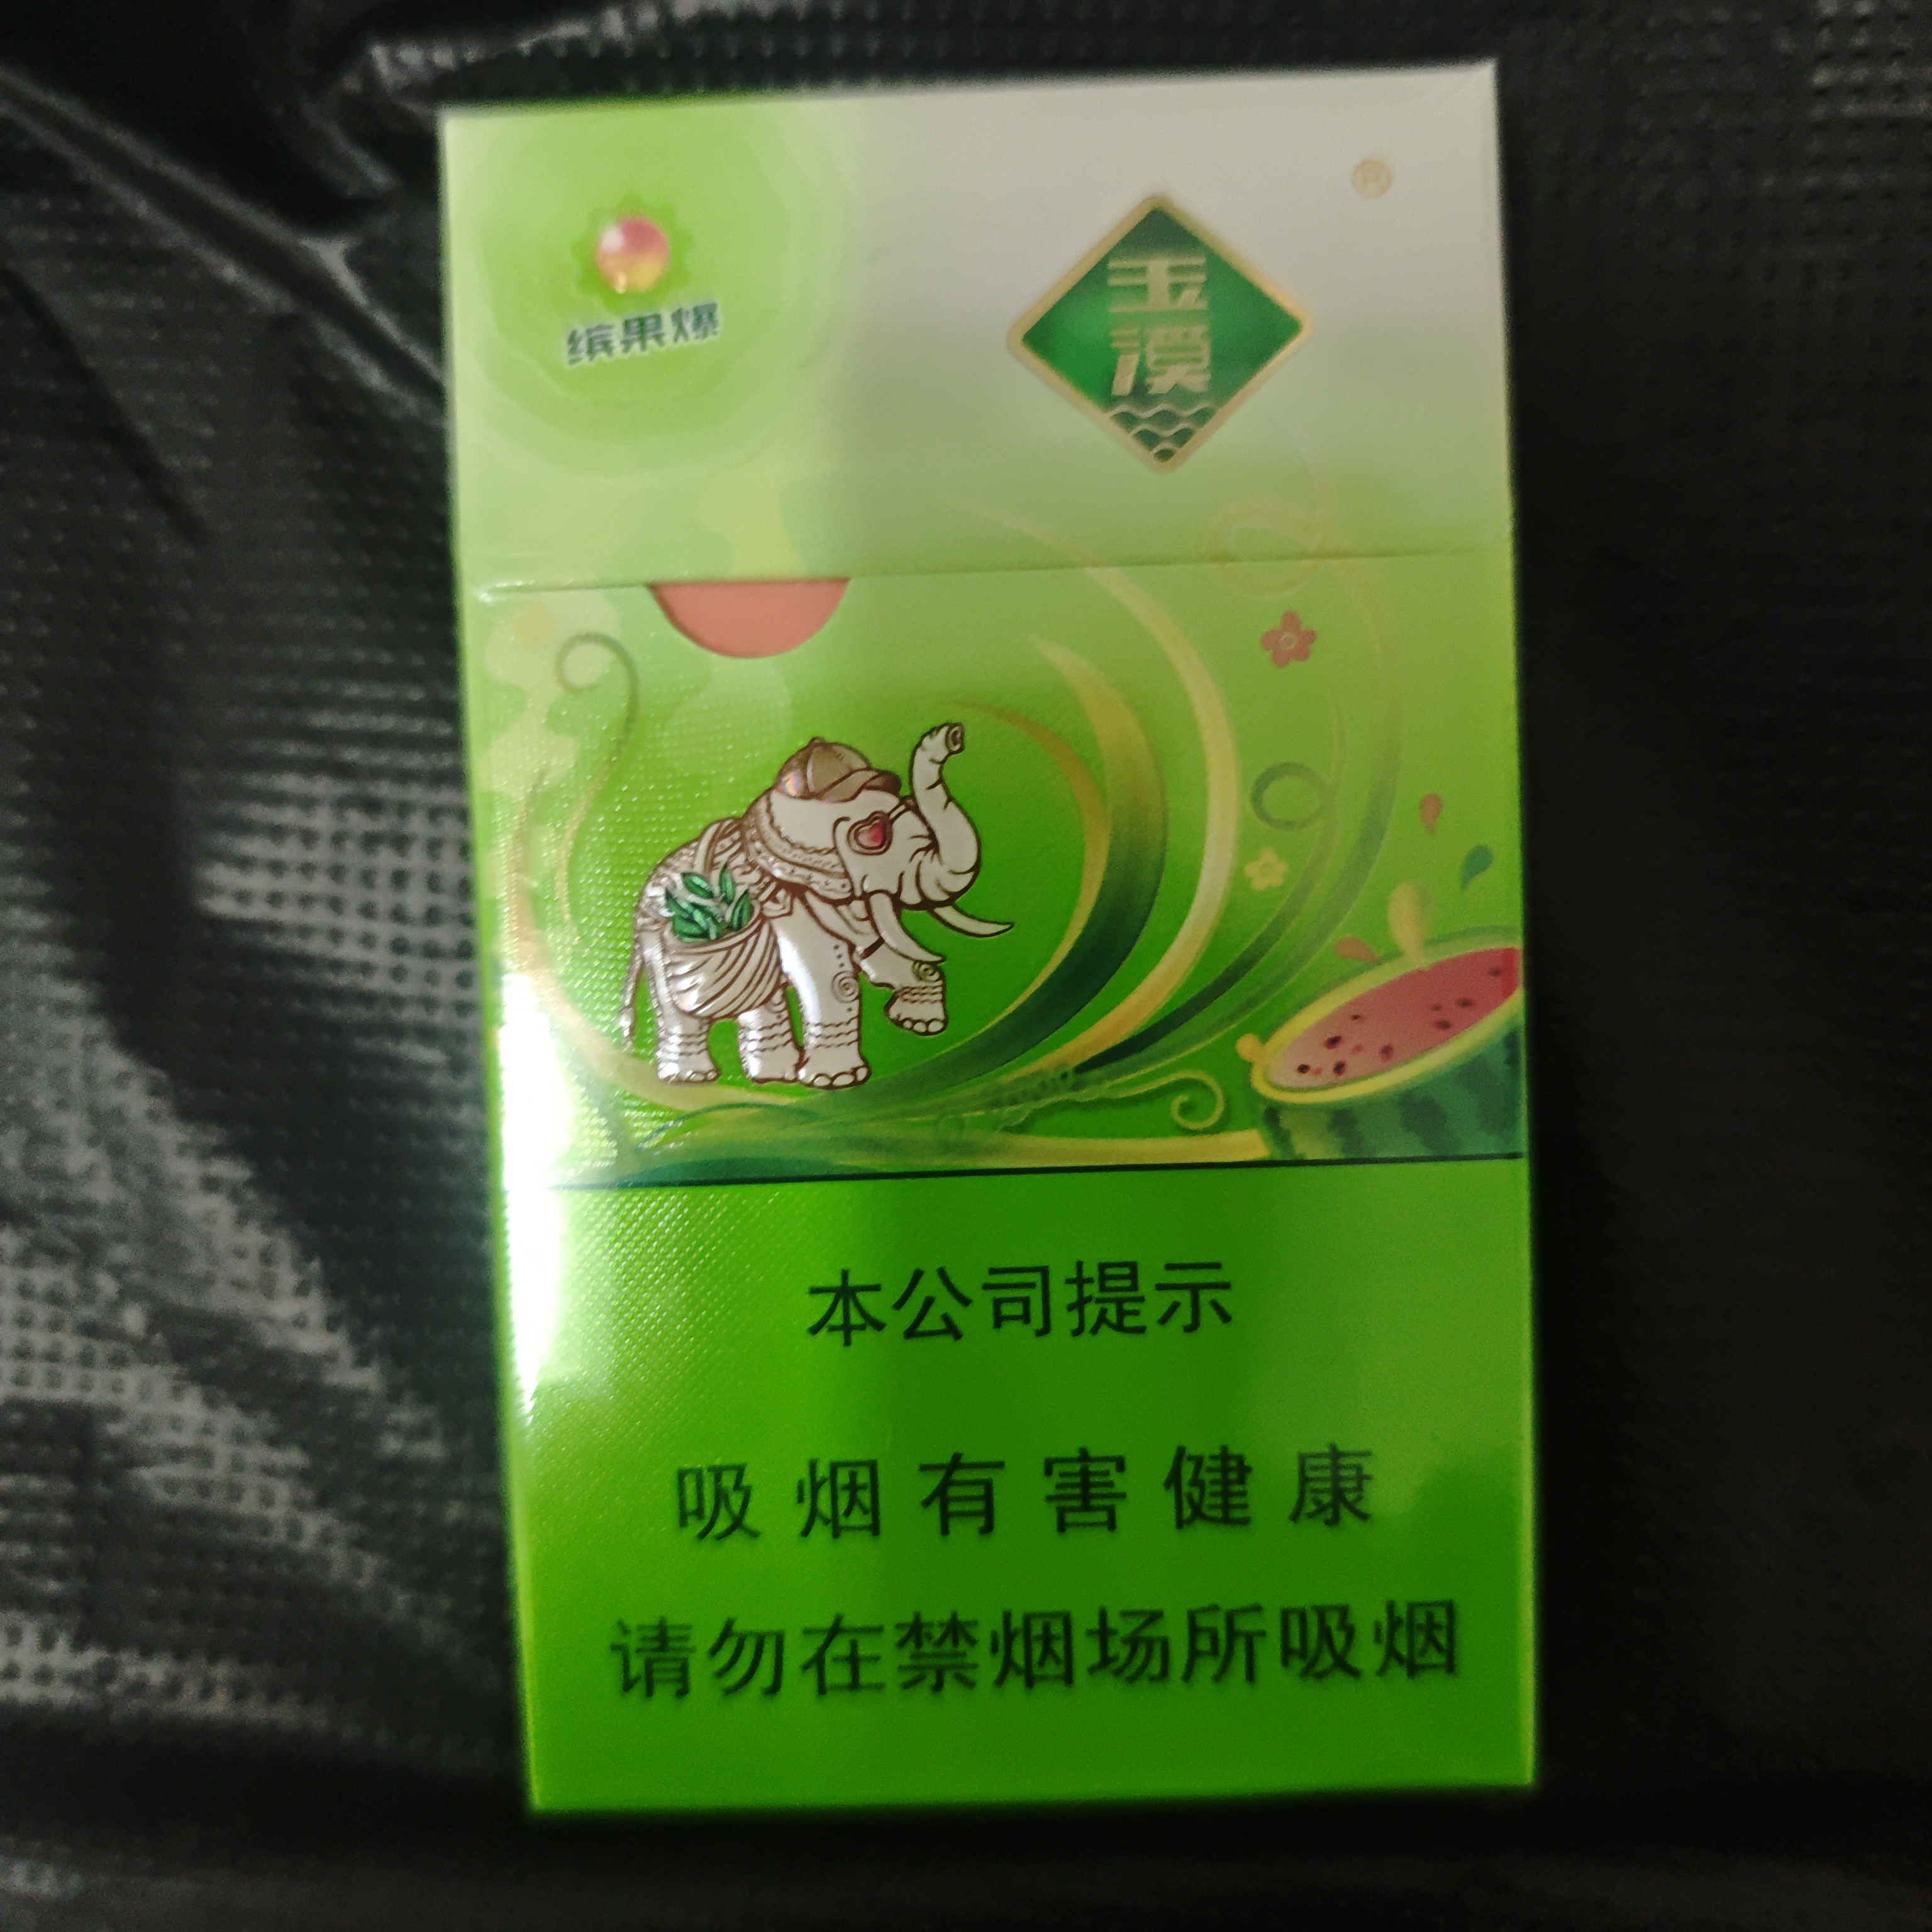 缤果爆
®
玉溪
本公司提示
吸烟有害健康
请勿在禁烟场所吸烟